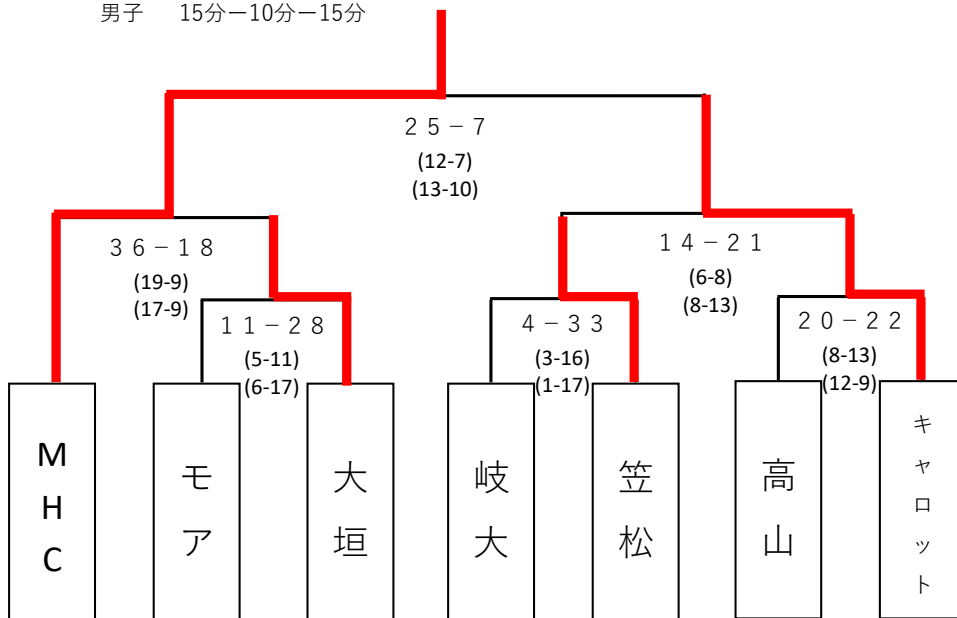 男子　15分ー10分ー15分
２５－７
(12-7)
(13-10)
３６－１８
(19-9)
(17-9)
１４－２１
(6-8)
(8-13)
１１－２８
(5-11)
(6-17)
４－３３
(3-16)
(1-17)
２０－２２
(8-13)
(12-9)
MHC
モア
大垣
岐大
笠松
高山
キャロット